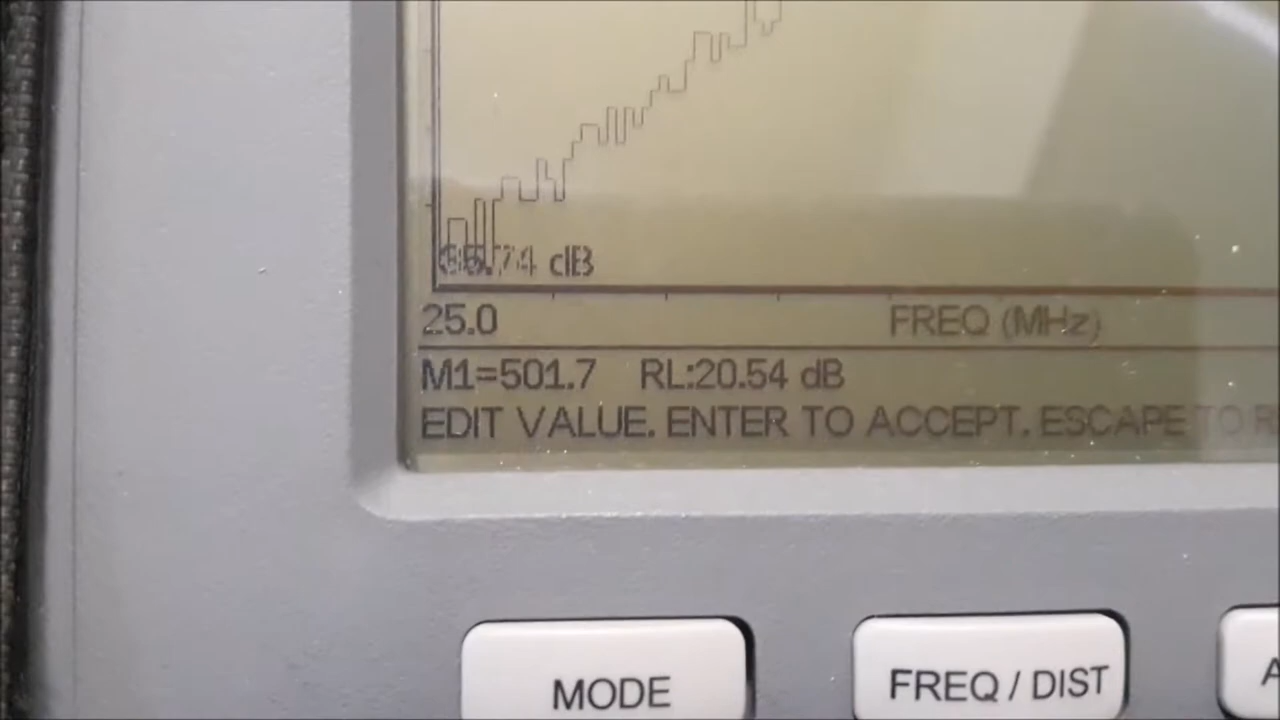 dB
25.0 FREQ (MHz)
M1=501.7 RL:20.54 dB
EDIT VALUE. ENTER TO ACCEPT. ESCAPE TO
MODE FREQ / DIST